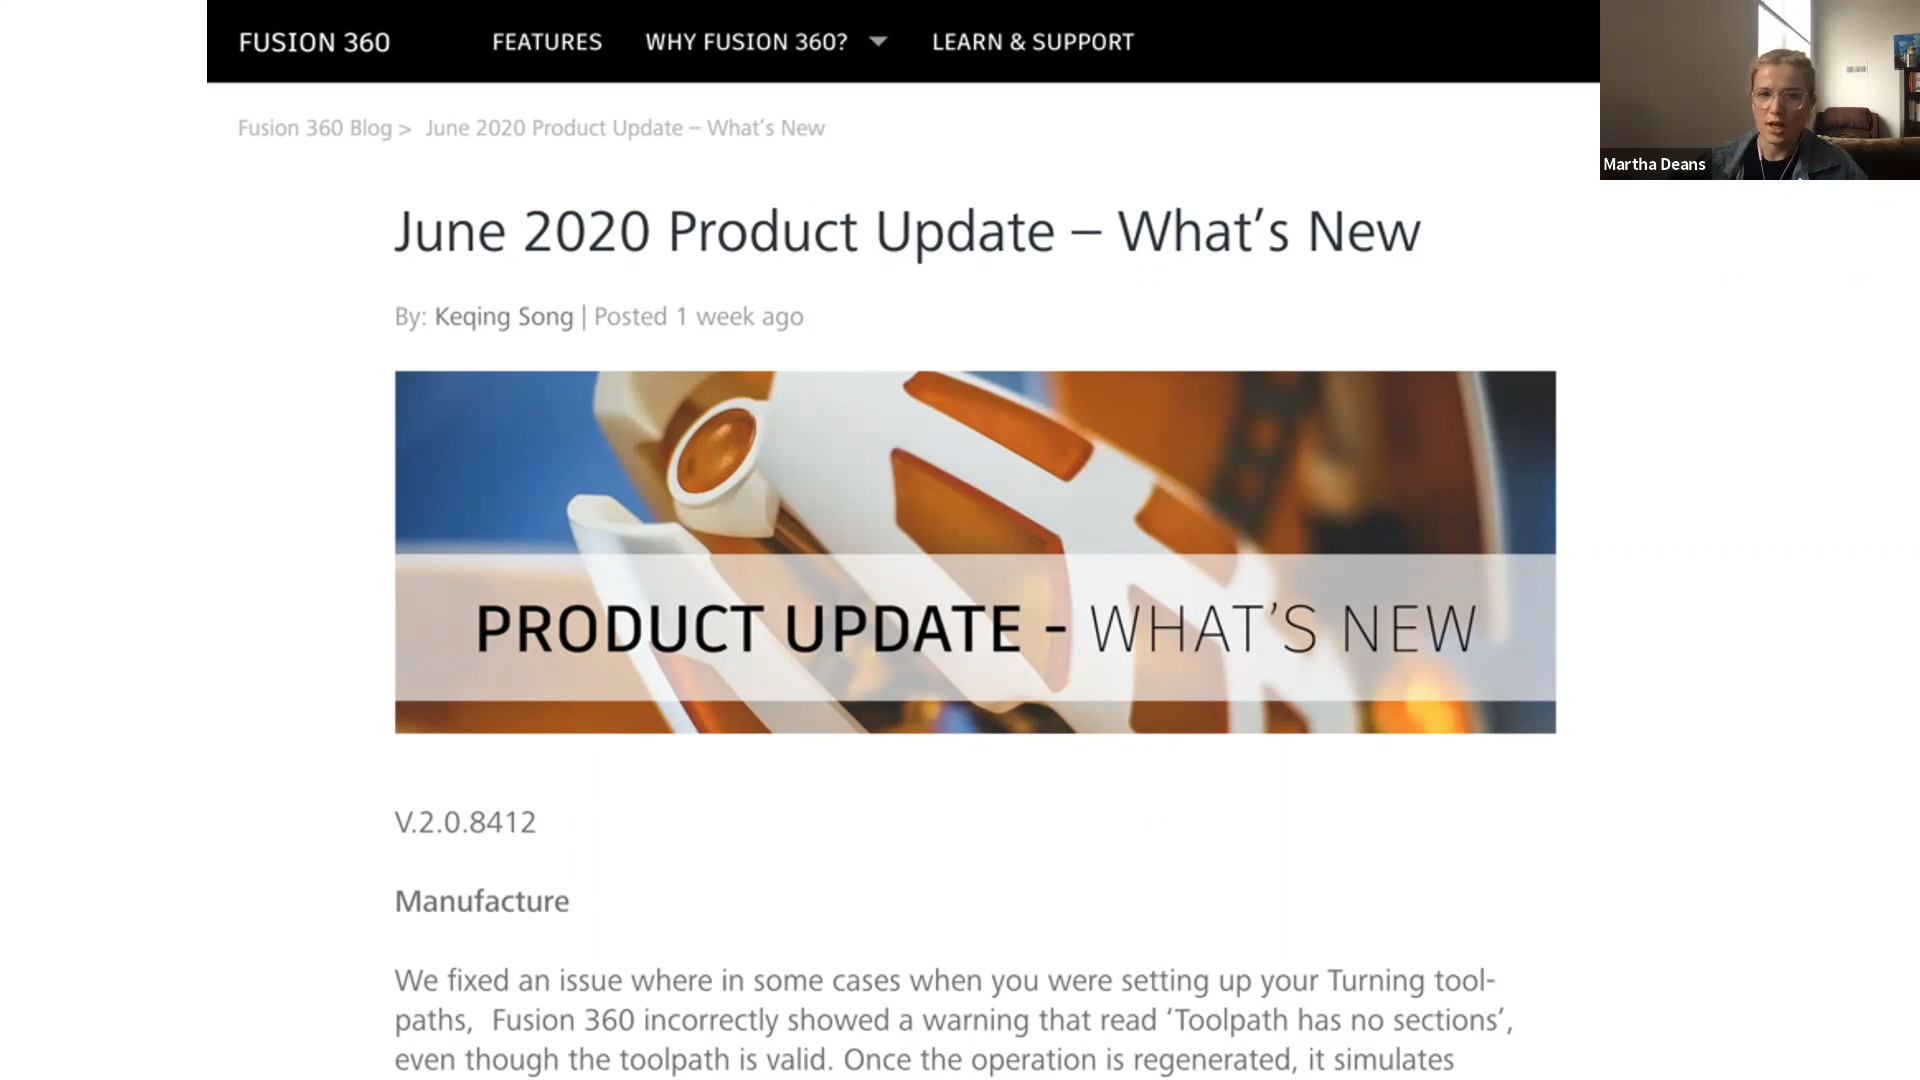 FUSION 360 FEATURES WHY FUSION 360? LEARN & SUPPORT
Martha Deans
Fusion 360 Blog > June 2020 Product Update – What’s New
June 2020 Product Update – What’s New
By: Keqing Song | Posted 1 week ago
PRODUCT UPDATE - WHAT’S NEW
V.2.0.8412
Manufacture
We fixed an issue where in some cases when you were setting up your Turning tool-
paths, Fusion 360 incorrectly showed a warning that read ‘Toolpath has no sections’,
even though the toolpath is valid. Once the operation is regenerated, it simulates